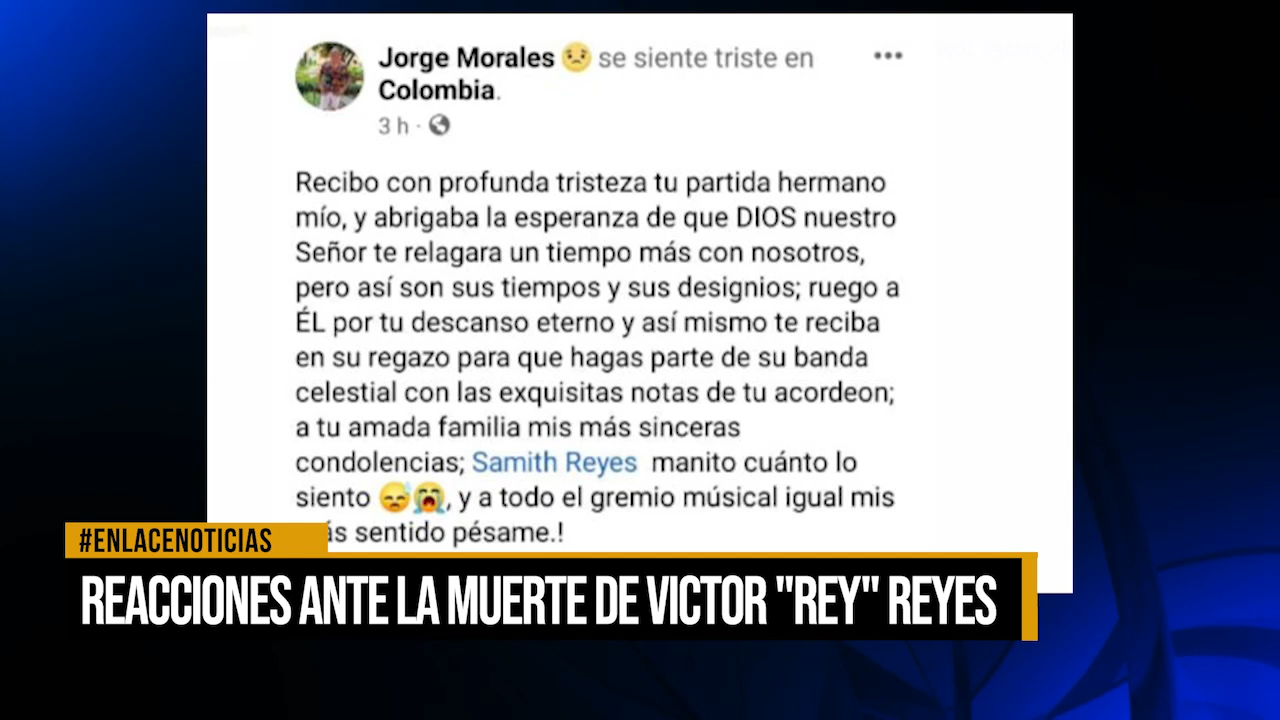 Jorge Morales 😟 se siente triste en
Colombia.
3 h ·
Recibo con profunda tristeza tu partida hermano
mío, y abrigaba la esperanza de que DIOS nuestro
Señor te relagara un tiempo más con nosotros,
pero así son sus tiempos y sus designios; ruego a
ÉL por tu descanso eterno y así mismo te reciba
en su regazo para que hagas parte de su banda
celestial con las exquisitas notas de tu acordeon;
a tu amada familia mis más sinceras
condolencias; Samith Reyes manito cuánto lo
siento 😓😭, y a todo el gremio músical igual mis
ás sentido pésame.!
#ENLACENOTICIAS
REACCIONES ANTE LA MUERTE DE VICTOR "REY" REYES